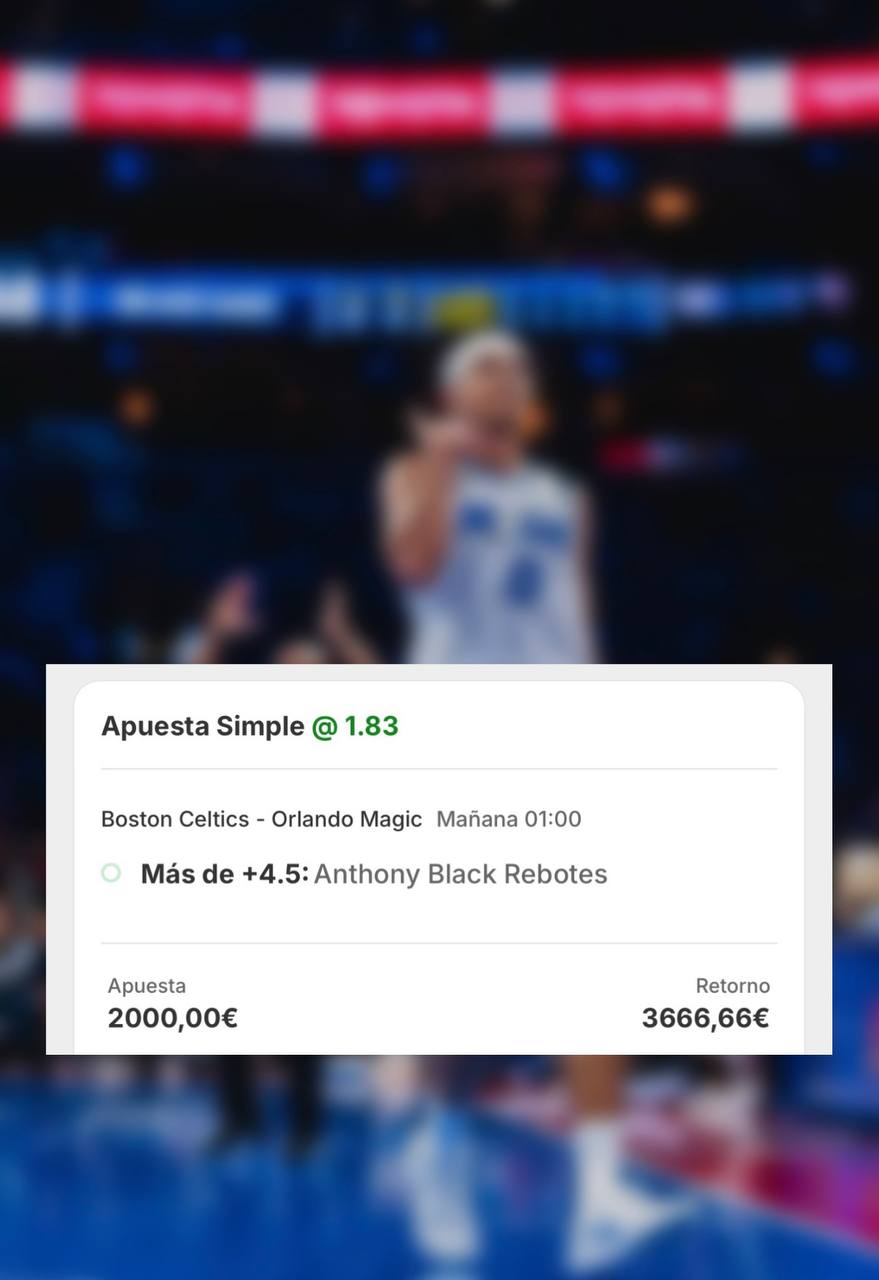 Apuesta Simple @ 1.83
Boston Celtics - Orlando Magic Mañana 01:00
Más de +4.5: Anthony Black Rebotes
Apuesta Retorno
2000,00€ 3666,66€